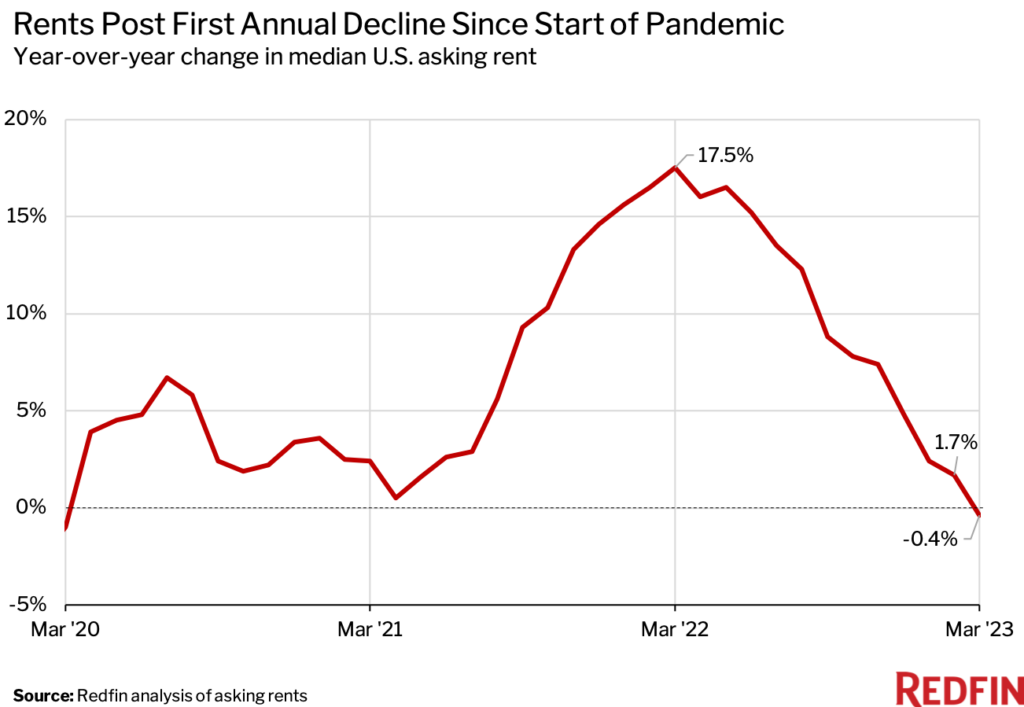 Rents Post First Annual Decline Since Start of Pandemic
Year-over-year change in median U.S. asking rent
20%
17.5%
15%
10%
5%
1.7%
0%
-0.4%
-5%
Mar '20 Mar '21 Mar '22 Mar '23
Source: Redfin analysis of asking rents
REDFIN